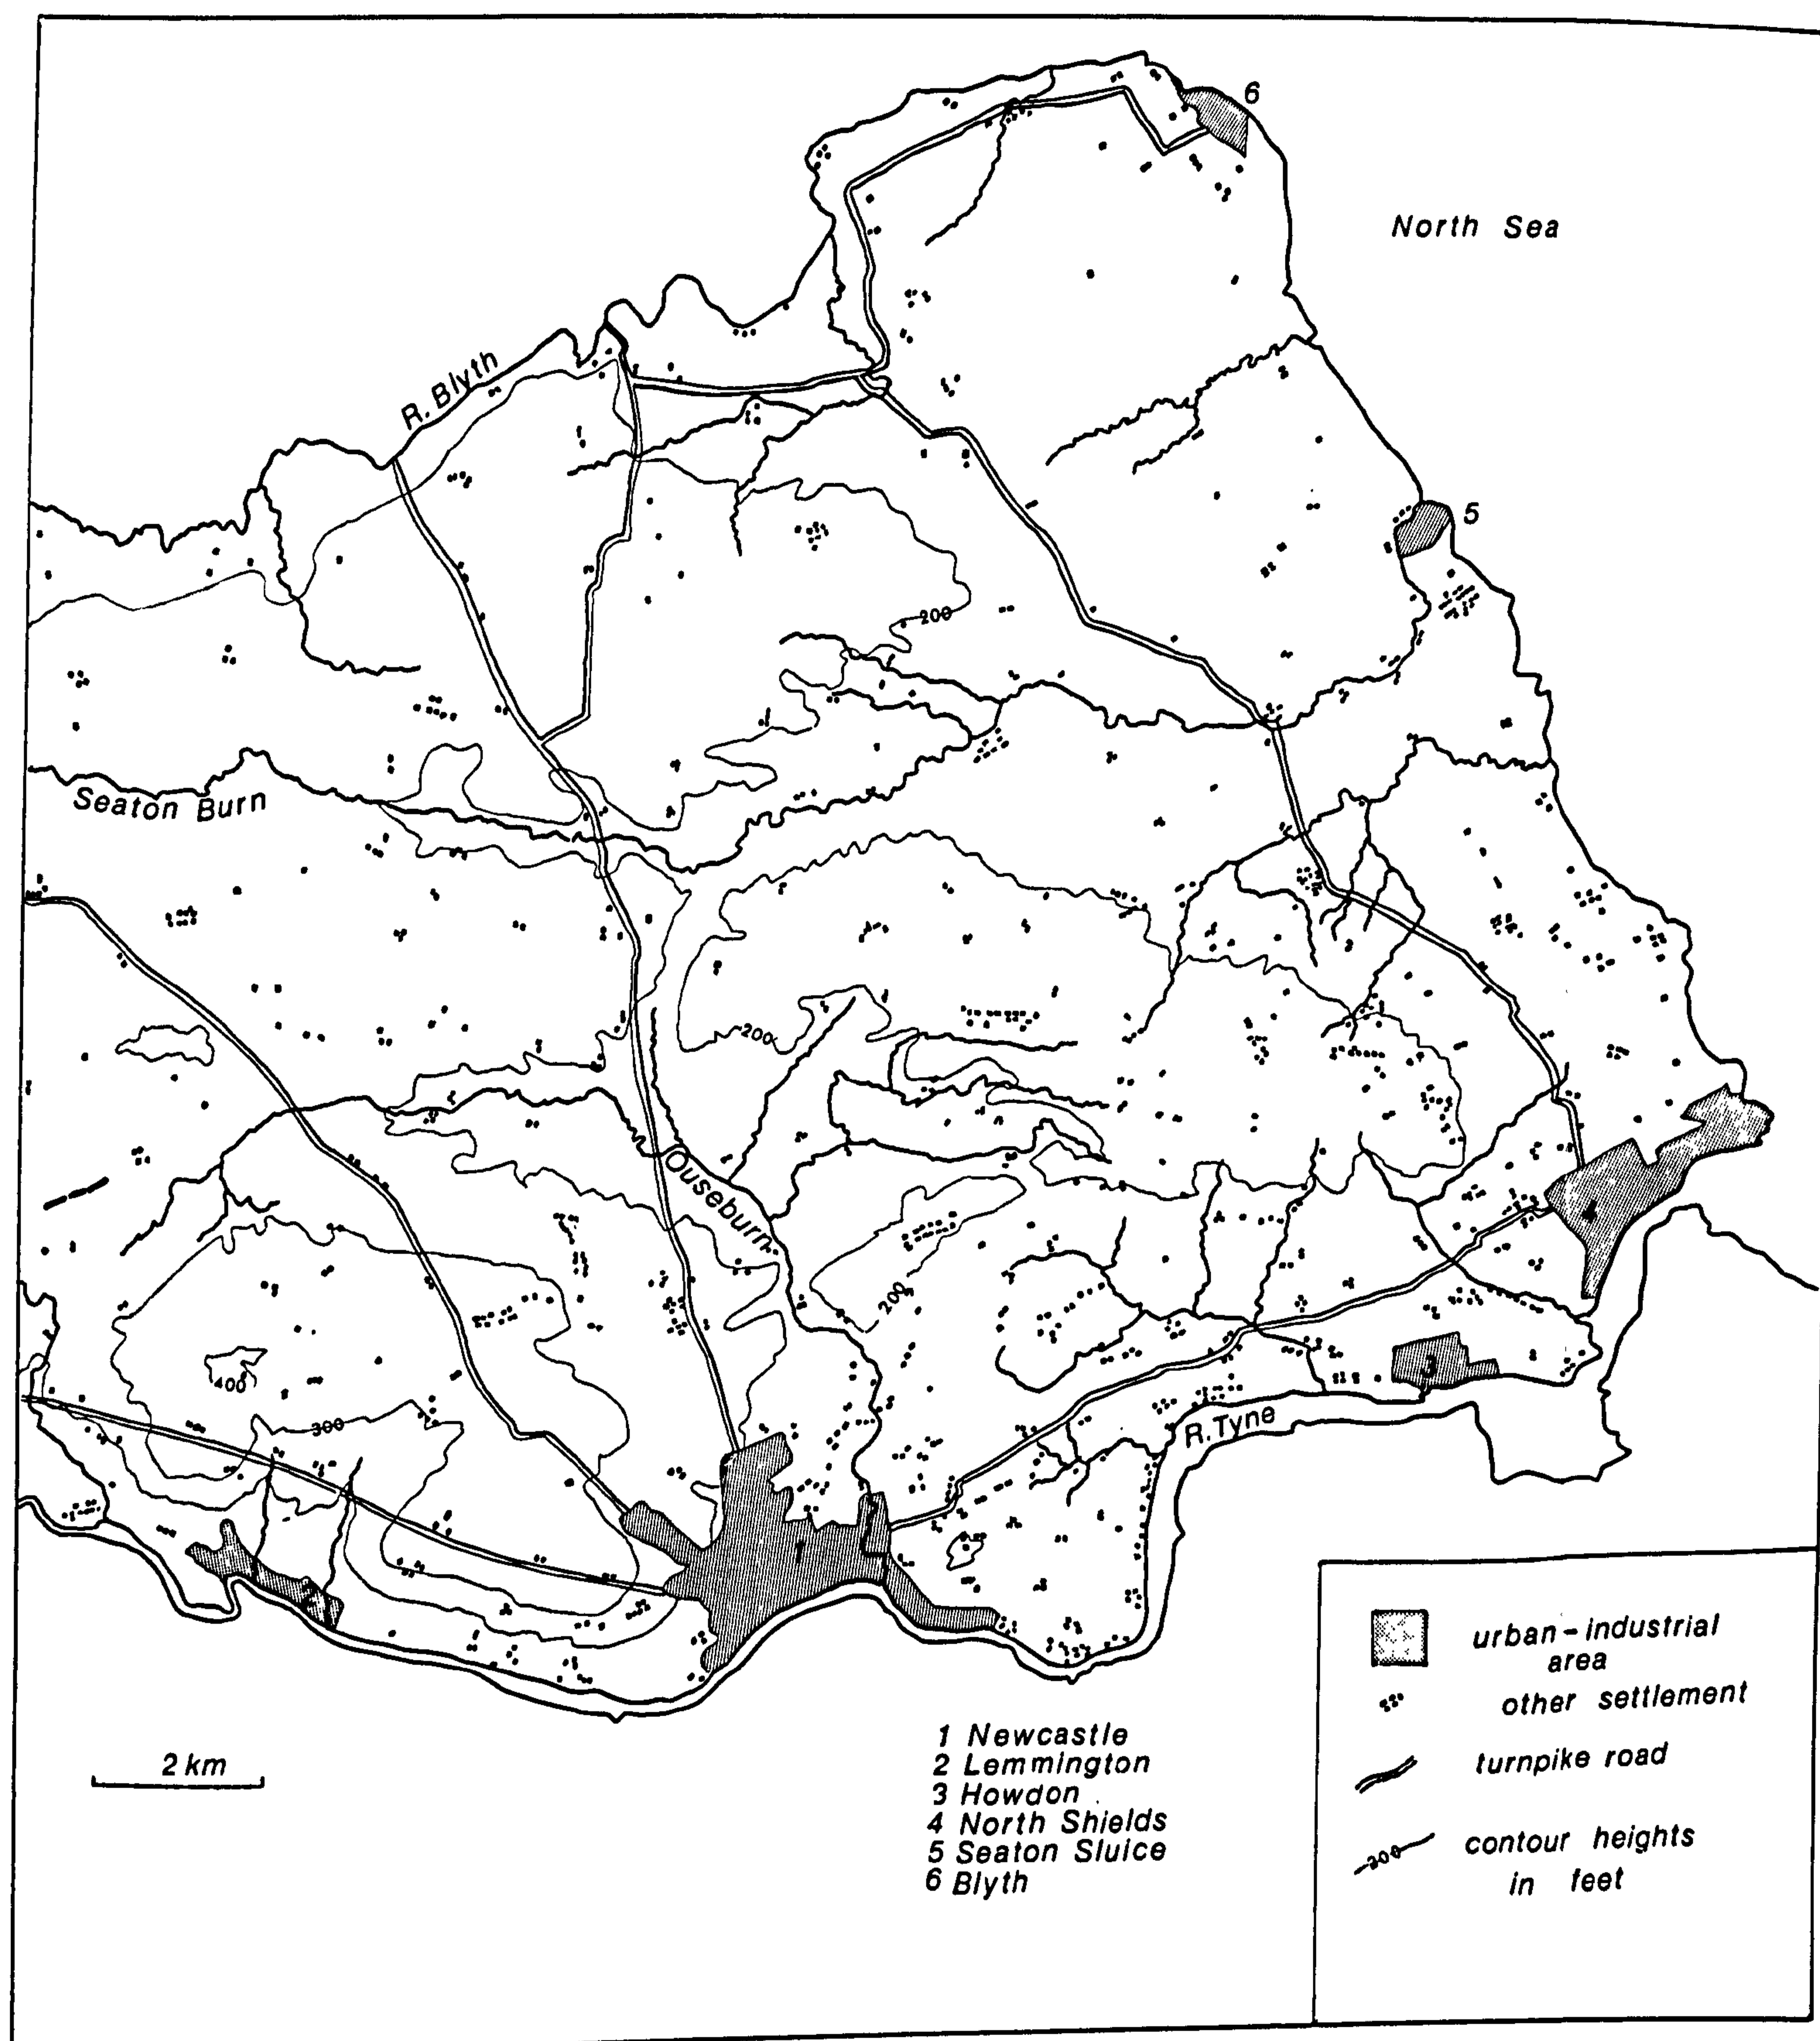 6
North Sea
R. Blyth
5
200
Seaton Burn
200
Ouseburn
4
200
3
400
300
R. Tyne
1
2
1 Newcastle
2 Lemmington
3 Howdon
4 North Shields
5 Seaton Sluice
6 Blyth
2 km
urban-industrial
area
other settlement
turnpike road
200
contour heights
in feet